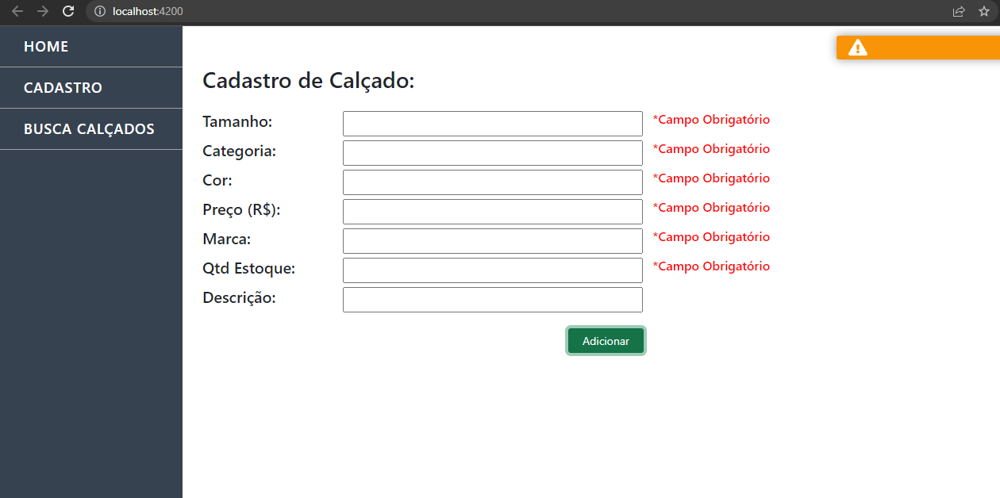 localhost:4200
HOME
CADASTRO
BUSCA CALÇADOS
Cadastro de Calçado:
Tamanho: *Campo Obrigatório
Categoria: *Campo Obrigatório
Cor: *Campo Obrigatório
Preço (R$): *Campo Obrigatório
Marca: *Campo Obrigatório
Qtd Estoque: *Campo Obrigatório
Descrição:
Adicionar